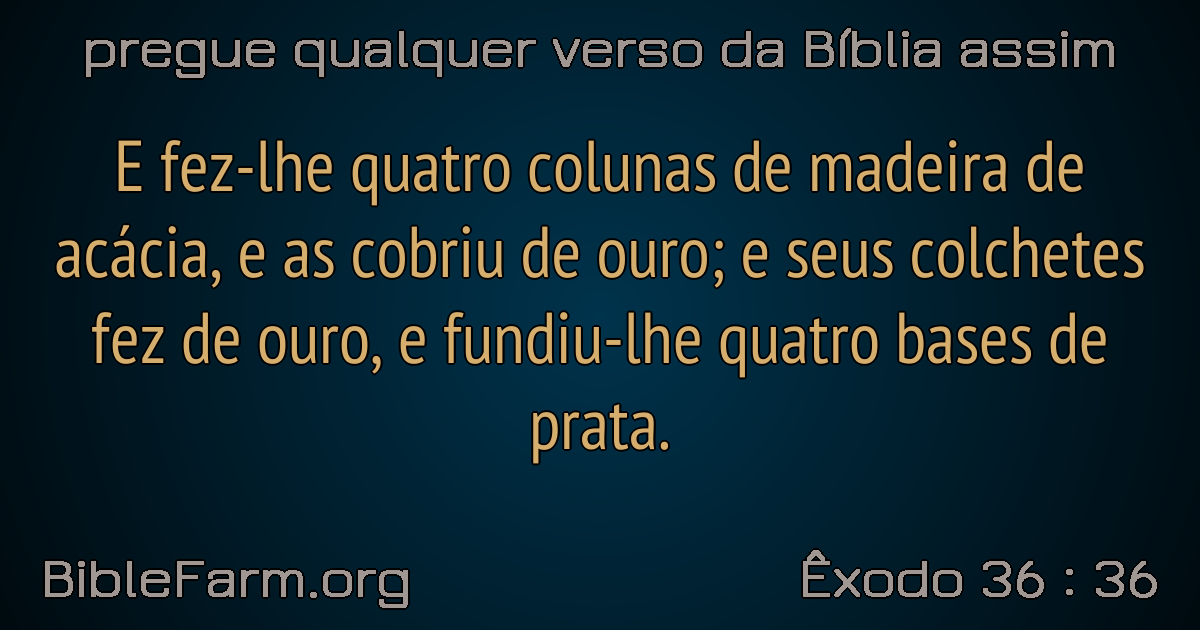 pregue qualquer verso da Bíblia assim
E fez-lhe quatro colunas de madeira de
acácia, e as cobriu de ouro; e seus colchetes
fez de ouro, e fundiu-lhe quatro bases de
prata.
BibleFarm.org
Êxodo 36 : 36